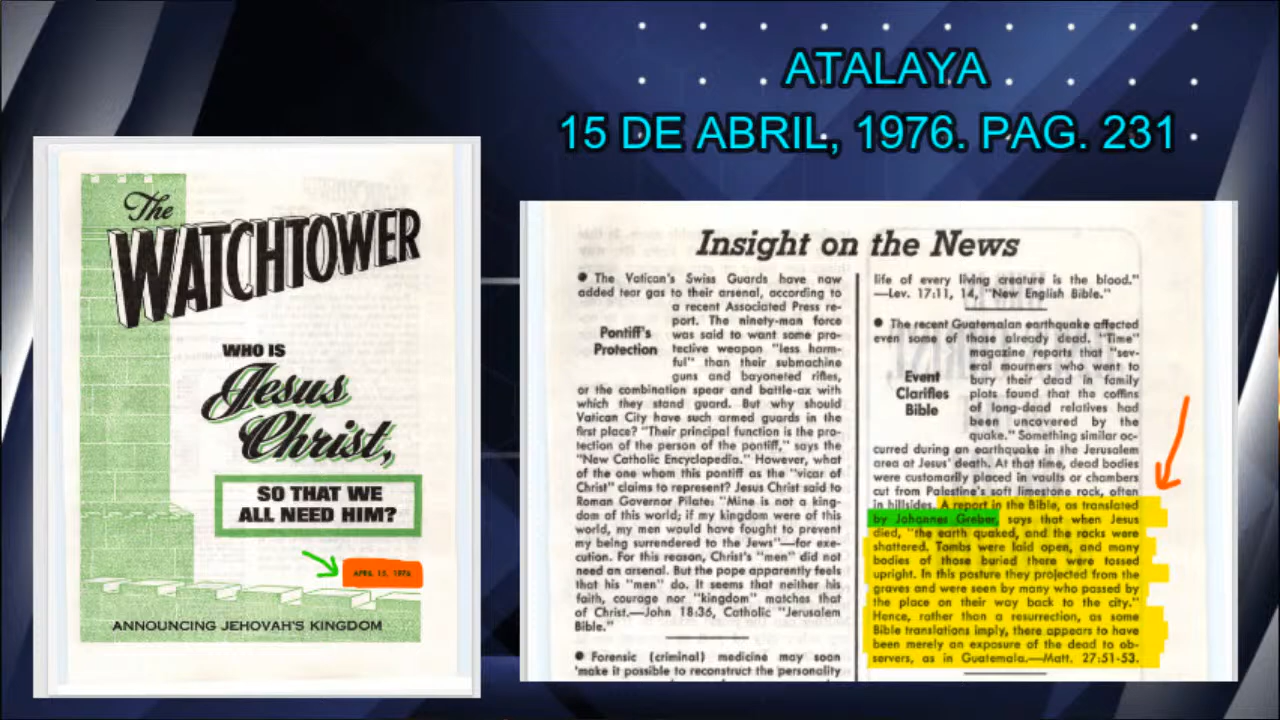 ATALAYA
15 DE ABRIL, 1976. PAG. 231
The
WATCHTOWER
WHO IS
Jesus
Christ,
SO THAT WE
ALL NEED HIM?
APRIL 15, 1976
ANNOUNCING JEHOVAH'S KINGDOM
Insight on the News
● The Vatican's Swiss Guards have now
added tear gas to their arsenal, according to
a recent Associated Press re-
port. The ninety-man force
was said to want some pro-
tective weapon "less harm-
ful" than their submachine
guns and bayoneted rifles,
Pontiff's
Protection
or the combination spear and battle-ax with
which they stand guard. But why should
Vatican City have such armed guards in the
first place? "Their principal function is the pro-
tection of the person of the pontiff," says the
"New Catholic Encyclopedia." However, what
of the one whom this pontiff as the "vicar of
Christ" claims to represent? Jesus Christ said to
Roman Governor Pilate: "Mine is not a king-
dom of this world; if my kingdom were of this
world, my men would have fought to prevent
my being surrendered to the Jews"—for exe-
cution. For this reason, Christ's "men" did not
need an arsenal. But the pope apparently feels
that his "men" do. It seems that neither his
faith, courage nor "kingdom" matches that
of Christ.—John 18:36, Catholic "Jerusalem
Bible."
● Forensic (criminal) medicine may soon
'make it possible to reconstruct the personality
life of every living creature is the blood."
—Lev. 17:11, 14, "New English Bible."
● The recent Guatemalan earthquake affected
even some of those already dead. "Time"
magazine reports that "sev-
eral mourners who went to
bury their dead in family
plots found that the coffins
of long-dead relatives had
been uncovered by the
quake." Something similar oc-
Event
Clarifies
Bible
curred during an earthquake in the Jerusalem
area at Jesus' death. At that time, dead bodies
were customarily placed in vaults or chambers
cut from Palestine's soft limestone rock, often
in hillsides. A report in the Bible, as translated
by Johannes Greber, says that when Jesus
died, "the earth quaked, and the rocks were
shattered. Tombs were laid open, and many
bodies of those buried there were tossed
upright. In this posture they projected from the
graves and were seen by many who passed by
the place on their way back to the city."
Hence, rather than a resurrection, as some
Bible translations imply, there appears to have
been merely an exposure of the dead to ob-
servers, as in Guatemala.—Matt. 27:51-53.